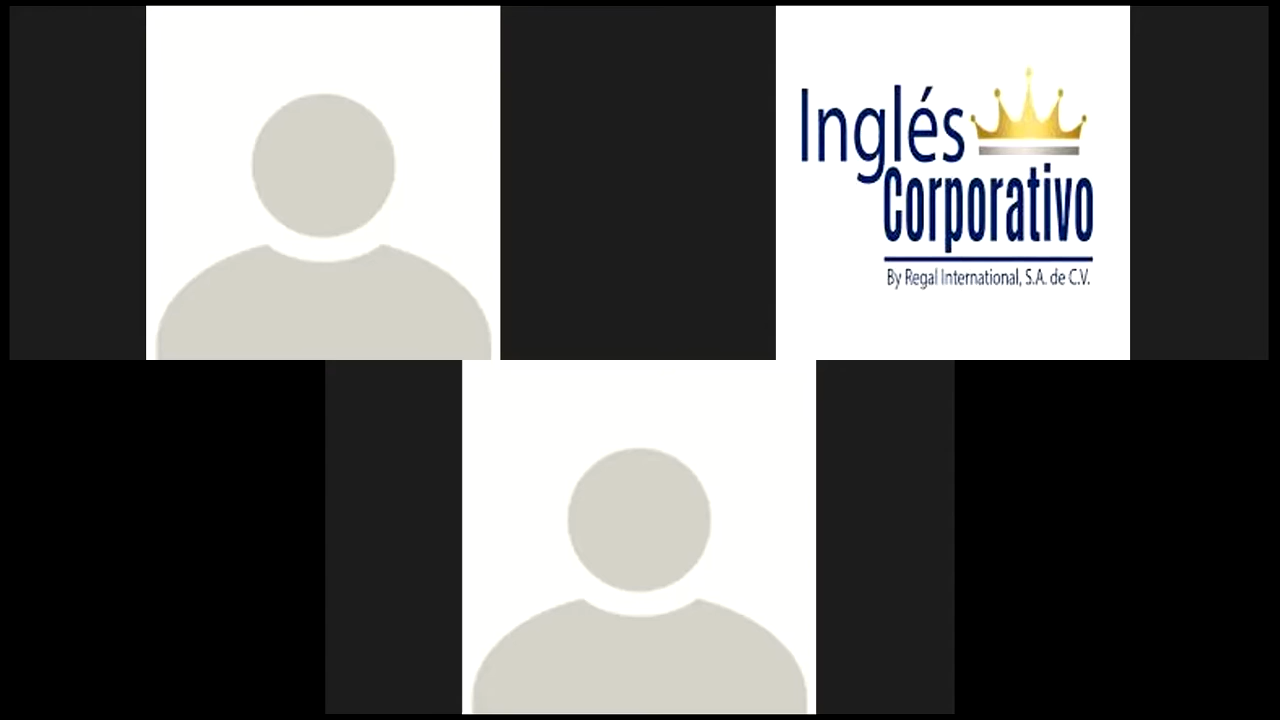 Inglés
Corporativo
By Regal International, S.A. de C.V.